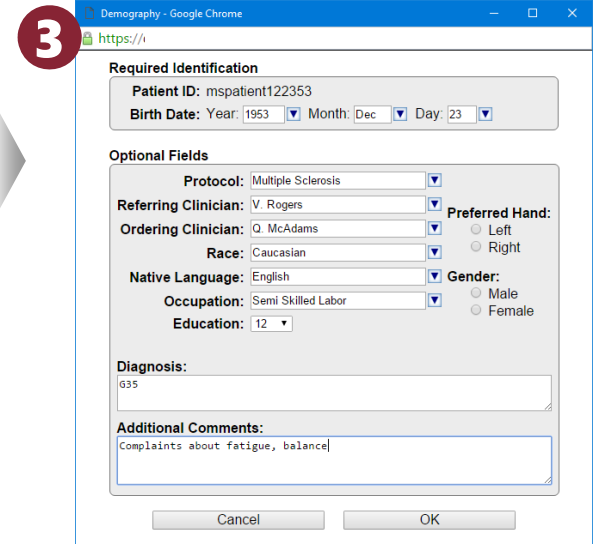 3
Demography - Google Chrome
https://
Required Identification
Patient ID: mspatient122353
Birth Date: Year: 1953 Month: Dec Day: 23
Optional Fields
Protocol: Multiple Sclerosis
Referring Clinician: V. Rogers
Ordering Clinician: Q. McAdams
Race: Caucasian
Native Language: English
Occupation: Semi Skilled Labor
Education: 12
Preferred Hand:
Left
Right
Gender:
Male
Female
Diagnosis:
G35
Additional Comments:
Complaints about fatigue, balance
Cancel OK